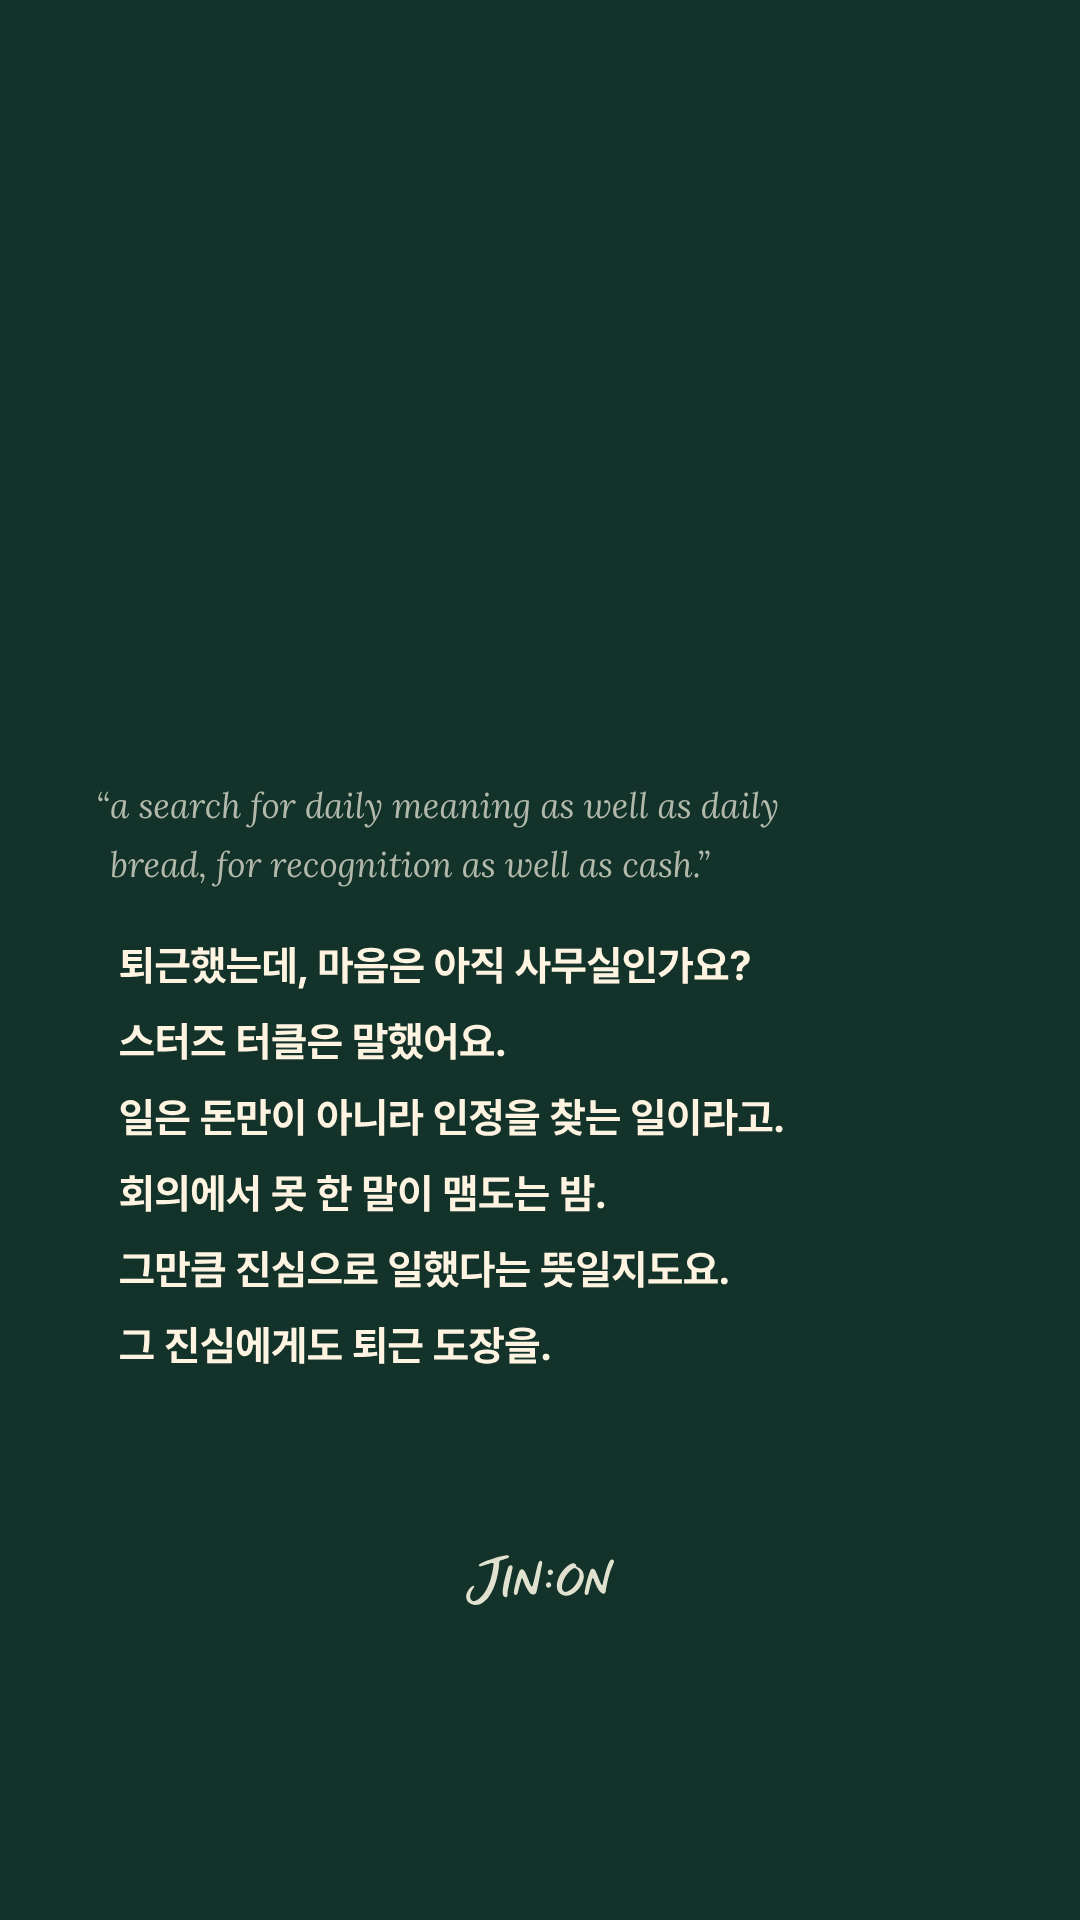 “a search for daily meaning as well as daily
bread, for recognition as well as cash.”
퇴근했는데, 마음은 아직 사무실인가요?
스터즈 터클은 말했어요.
일은 돈만이 아니라 인정을 찾는 일이라고.
회의에서 못 한 말이 맴도는 밤.
그만큼 진심으로 일했다는 뜻일지도요.
그 진심에게도 퇴근 도장을.
JIN:ON